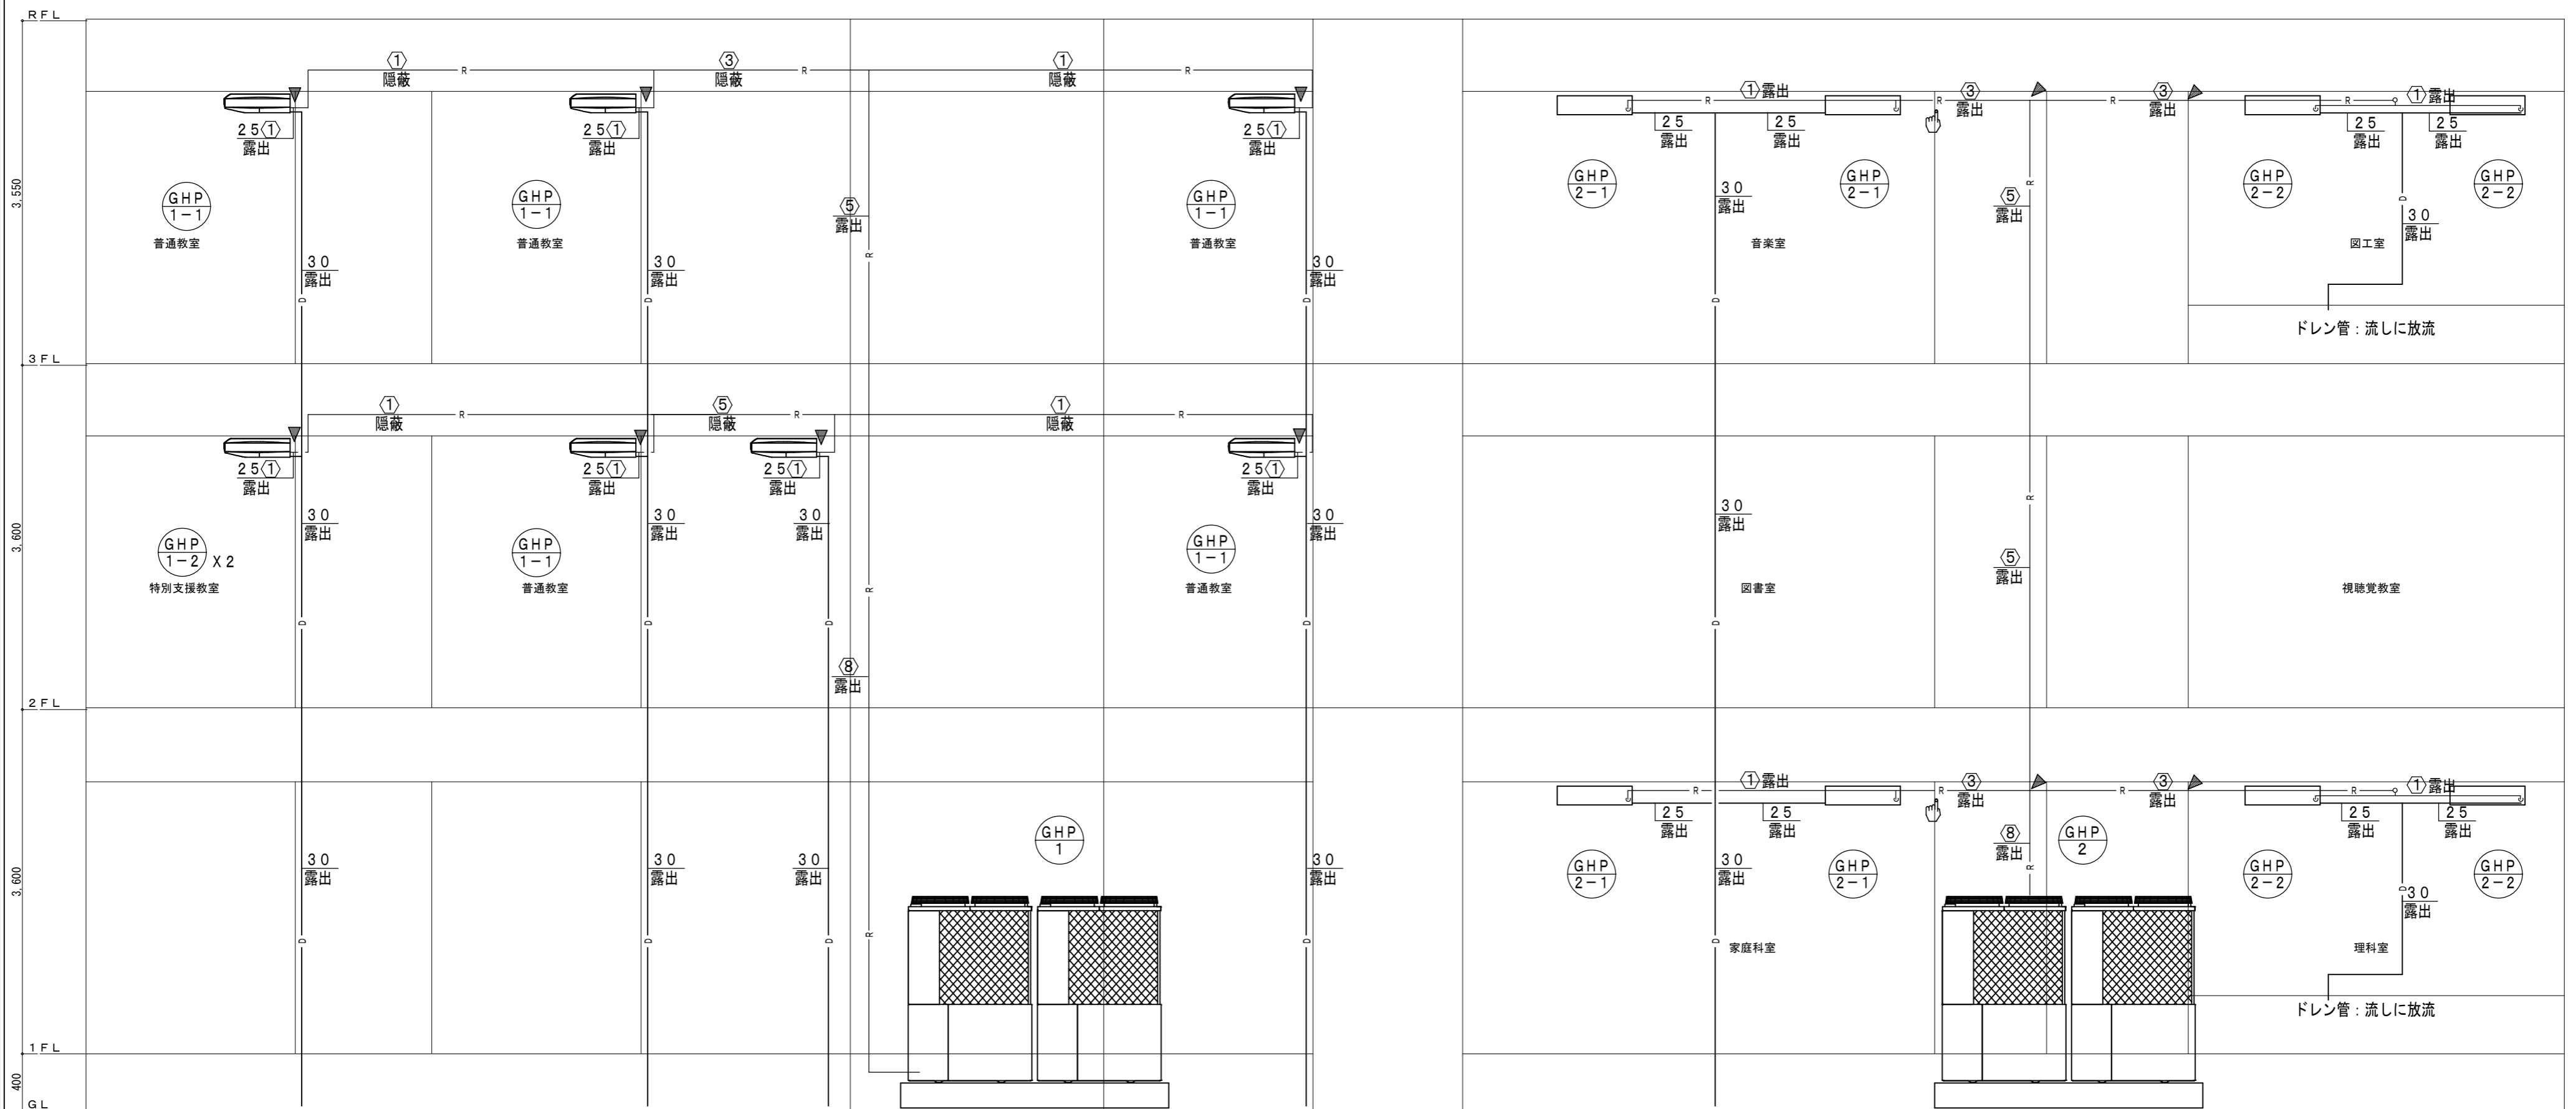 RFL
① R ③ R ① R
隠蔽 隠蔽 隠蔽
R ①露出 R ③ R ③ R ①露出
露出 露出
25① 25① 25①
露出 露出 露出
25 25 25 25
露出 露出 露出 露出
3,550
GHP 1-1
普通教室
GHP 1-1
普通教室
⑤
露出
R
GHP 1-1
普通教室
GHP 2-1
30
露出
音楽室
GHP 2-1
R
⑤
露出
GHP 2-2
D
30
露出
図工室
GHP 2-2
30 30 30
露出 露出 露出
D D D D
ドレン管：流しに放流
3FL
① R ⑤ R ① R
隠蔽 隠蔽 隠蔽
25① 25① 25① 25①
露出 露出 露出 露出
3,600
30 30 30 30 30
露出 露出 露出 露出 露出
R
GHP 1-2 X2
特別支援教室
GHP 1-1
普通教室
R
GHP 1-1
普通教室
図書室
⑤
露出
視聴覚教室
D D D D D
⑧
露出
2FL
R ①露出 R ③ R ③ R ①露出
露出 露出
25 25 25 25
露出 露出 露出 露出
3,600
30 30 30 30 30
露出 露出 露出 露出 露出
GHP 1
GHP 2-1
GHP 2-1
⑧
露出
R
GHP 2
GHP 2-2
D
30
露出
GHP 2-2
D D D R D D
家庭科室
理科室
ドレン管：流しに放流
1FL
400
GL